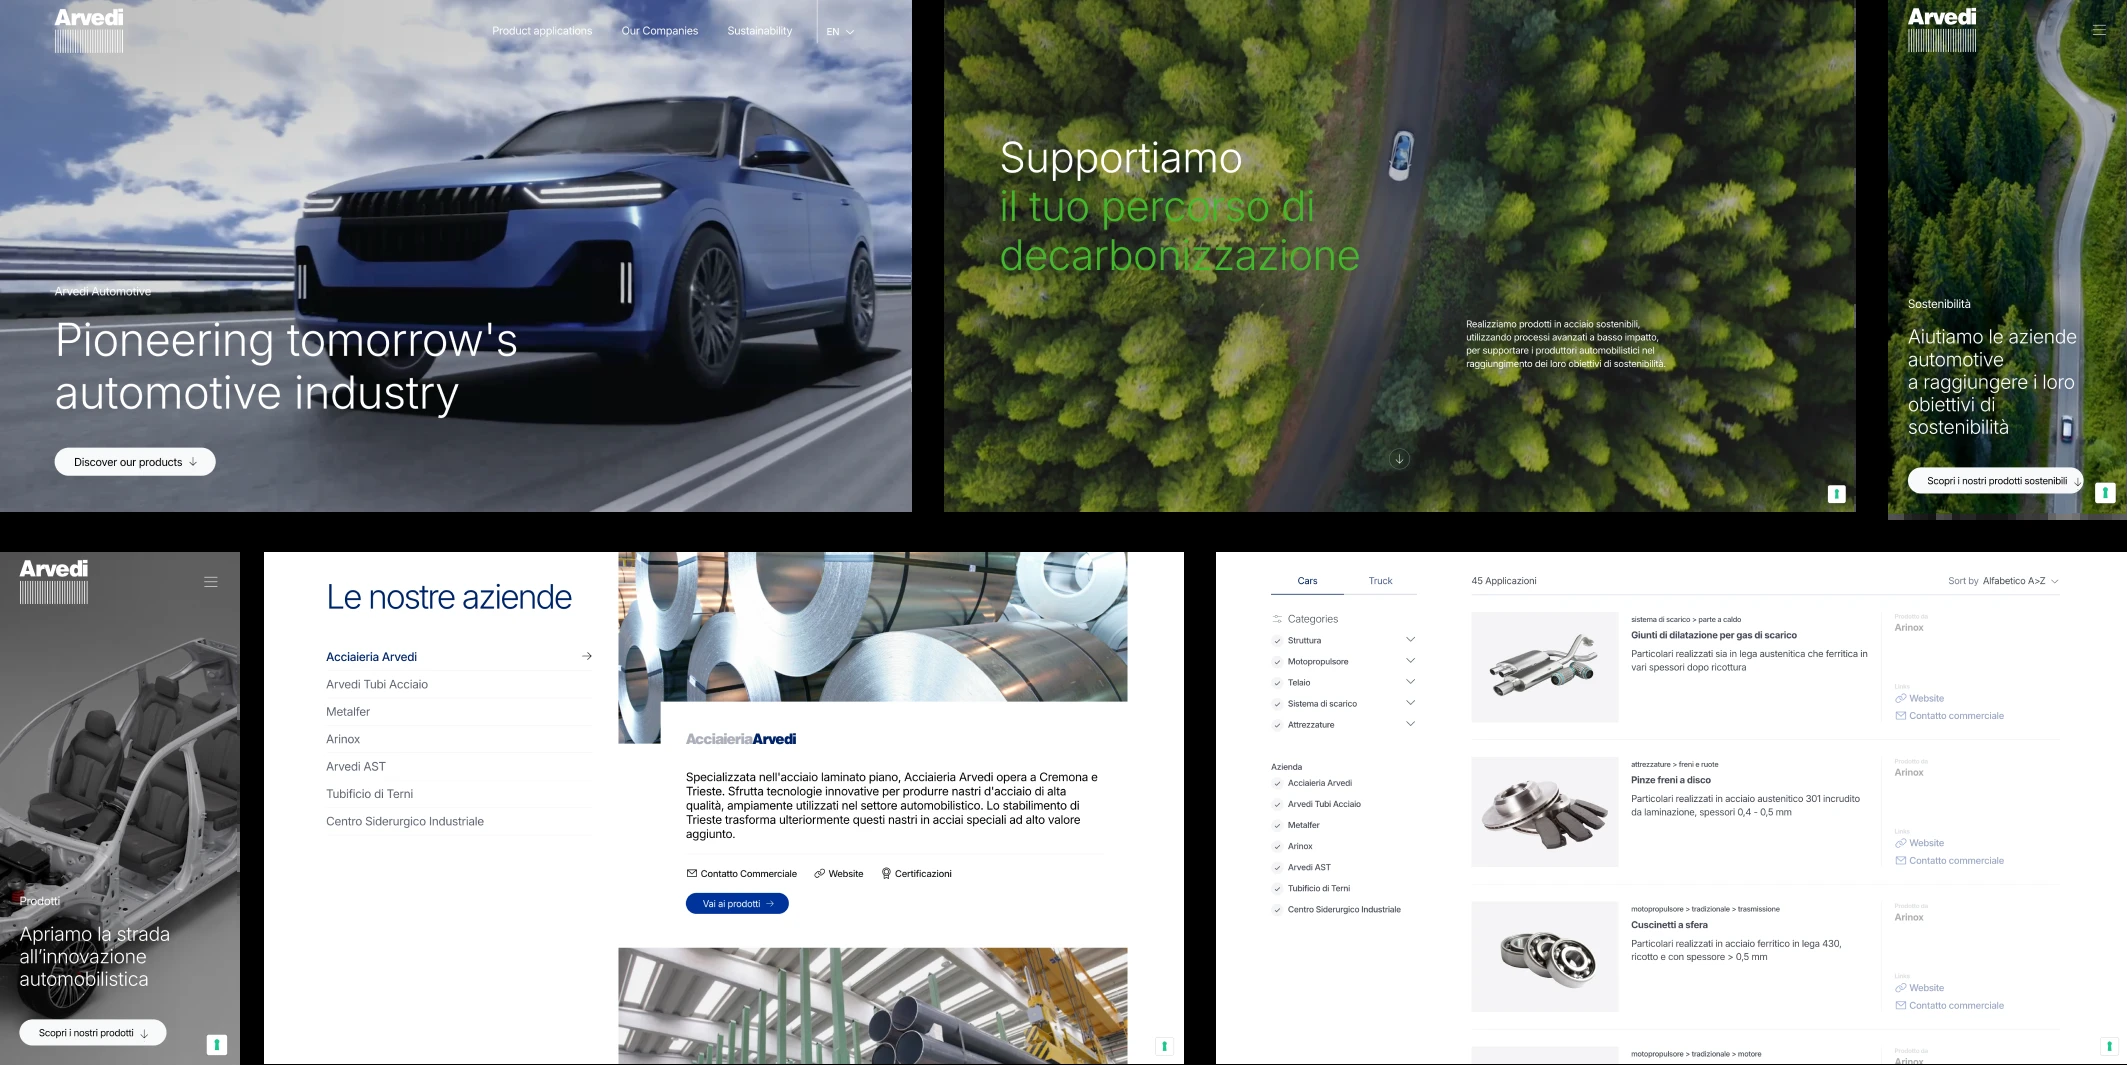 Arvedi
Product applications
Our Companies
Sustainability
EN
Arvedi Automotive
Pioneering tomorrow's
automotive industry
Discover our products
Supportiamo
il tuo percorso di
decarbonizzazione
Realizziamo prodotti in acciaio sostenibili,
utilizzando processi avanzati a basso impatto,
per supportare i produttori automobilistici nel
raggiungimento dei loro obiettivi di sostenibilità.
Arvedi
Sostenibilità
Aiutiamo le aziende
automotive
a raggiungere i loro
obiettivi di
sostenibilità
Scopri i nostri prodotti sostenibili
Arvedi
Prodotti
Apriamo la strada
all'innovazione
automobilistica
Scopri i nostri prodotti
Le nostre aziende
Acciaieria Arvedi
Arvedi Tubi Acciaio
Metalfer
Arinox
Arvedi AST
Tubificio di Terni
Centro Siderurgico Industriale
AcciaieriaArvedi
Specializzata nell'acciaio laminato piano, Acciaieria Arvedi opera a Cremona e
Trieste. Sfrutta tecnologie innovative per produrre nastri d'acciaio di alta
qualità, ampiamente utilizzati nel settore automobilistico. Lo stabilimento di
Trieste trasforma ulteriormente questi nastri in acciai speciali ad alto valore
aggiunto.
Contatto Commerciale
Website
Certificazioni
Vai ai prodotti
Cars
Truck
Categories
Struttura
Motopropulsore
Telaio
Sistema di scarico
Attrezzature
Azienda
Acciaieria Arvedi
Arvedi Tubi Acciaio
Metalfer
Arinox
Arvedi AST
Tubificio di Terni
Centro Siderurgico Industriale
45 Applicazioni
Sort by Alfabetico A>Z
sistema di scarico > parte a caldo
Giunti di dilatazione per gas di scarico
Particolari realizzati sia in lega austenitica che ferritica in
vari spessori dopo ricottura
Prodotto da
Arinox
Links
Website
Contatto commerciale
attrezzature > freni e ruote
Pinze freni a disco
Particolari realizzati in acciaio austenitico 301 incrudito
da laminazione, spessori 0,4 - 0,5 mm
Prodotto da
Arinox
Links
Website
Contatto commerciale
motopropulsore > tradizionale > trasmissione
Cuscinetti a sfera
Particolari realizzati in acciaio ferritico in lega 430,
ricotto e con spessore > 0,5 mm
Prodotto da
Arinox
Links
Website
Contatto commerciale
motopropulsore > tradizionale > motore
Prodotto da
Arinox